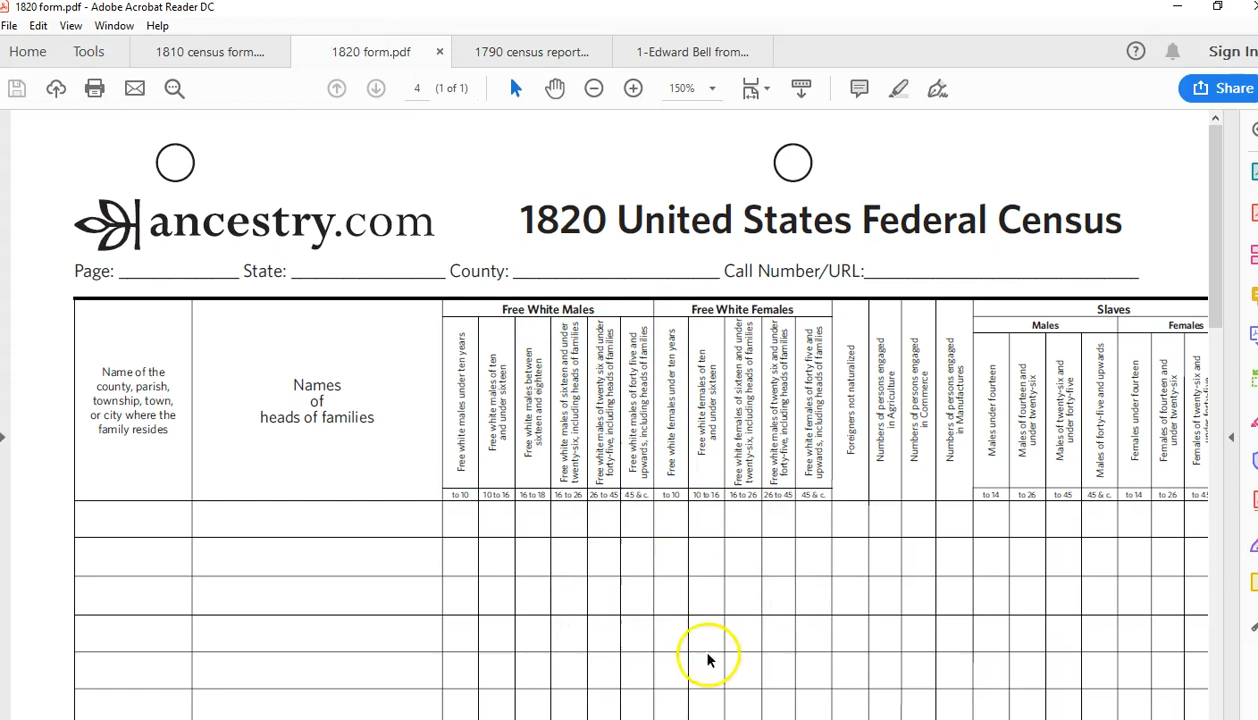 1820 form.pdf - Adobe Acrobat Reader DC
File Edit View Window Help
Home Tools 1810 census form.... 1820 form.pdf × 1790 census report... 1-Edward Bell from... Sign In
4 (1 of 1) 150% Share
ancestry.com
1820 United States Federal Census
Page: State: County: Call Number/URL:
Free White Males Free White Females Slaves
Males Females
Name of the
county, parish,
township, town,
or city where the
family resides
Names
of
heads of families
Free white males under ten years
Free white males of ten
and under sixteen
Free white males between
sixteen and eighteen
Free white males of sixteen and under
twenty-six, including heads of families
Free white males of twenty six and under
forty-five, including heads of families
Free white males of forty five and
upwards, including heads of families
Free white females under ten years
Free white females of ten
and under sixteen
Free white females of sixteen and under
twenty-six, including heads of families
Free white females of twenty six and under
forty-five, including heads of families
Free white females of forty five and
upwards, including heads of families
Foreigners not naturalized
Numbers of persons engaged
in Agriculture
Numbers of persons engaged
in Commerce
Numbers of persons engaged
in Manufactures
Males under fourteen
Males of fourteen and
under twenty-six
Males of twenty-six and
under forty-five
Males of forty-five and upwards
Females under fourteen
Females of fourteen and
under twenty-six
Females of twenty-six and
to 10 10 to 16 16 to 18 16 to 26 26 to 45 45 & c. to 10 10 to 16 16 to 26 26 to 45 45 & c. to 14 to 26 to 45 45 & c. to 14 to 26